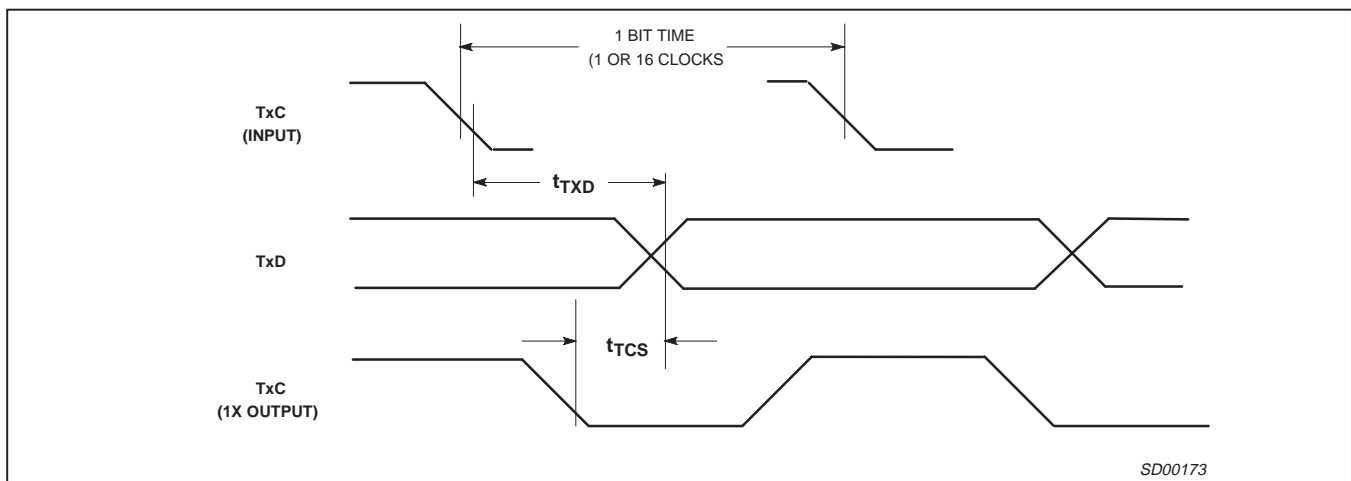 1 BIT TIME
(1 OR 16 CLOCKS
TxC
(INPUT)
tTXD
TxD
tTCS
TxC
(1X OUTPUT)
SD00173